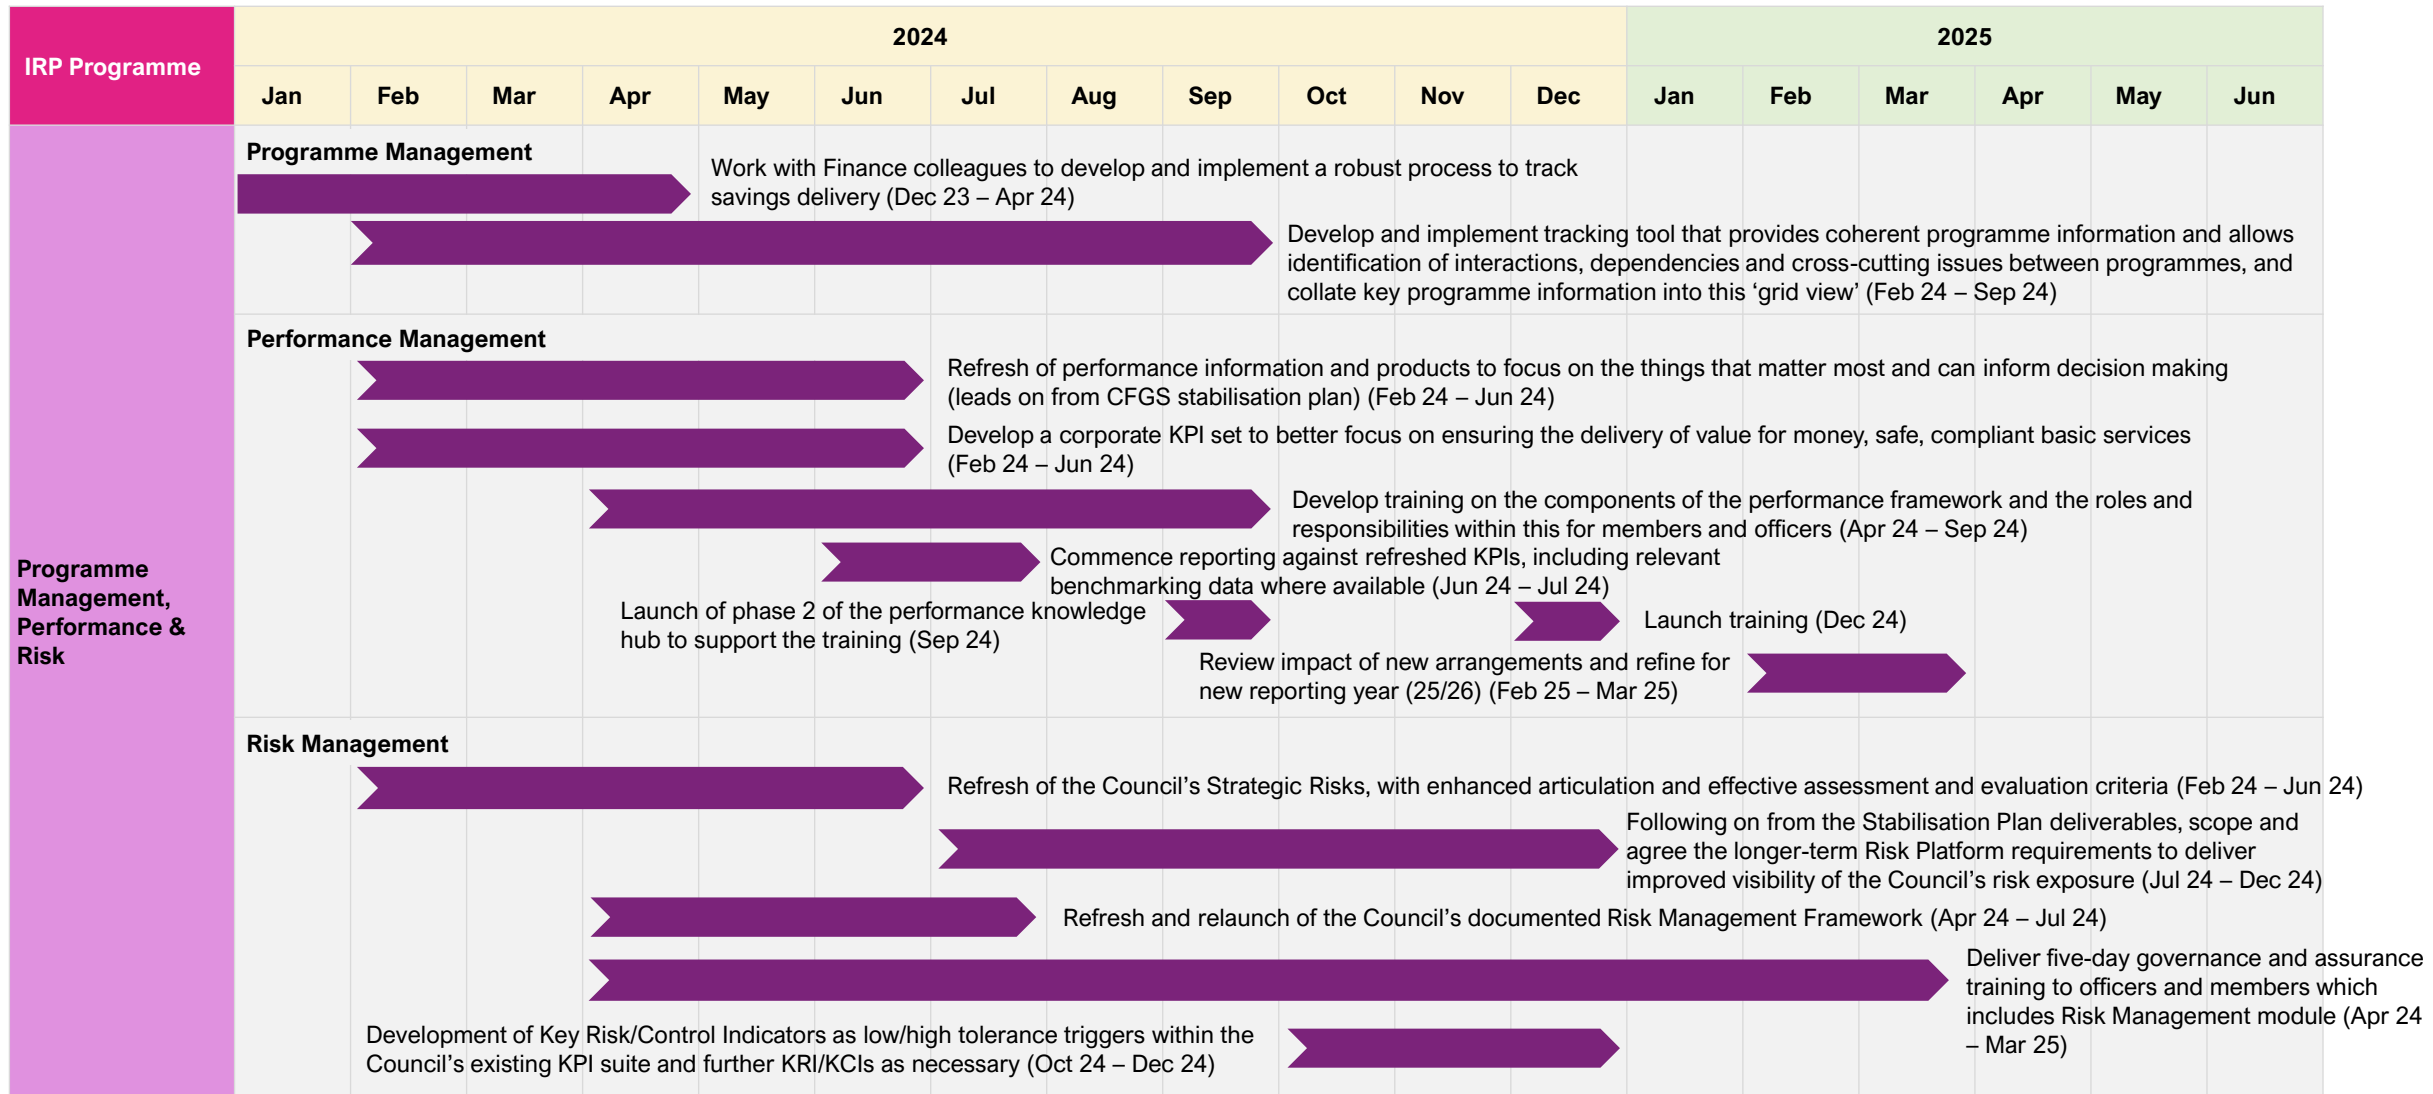 IRP Programme
2024
2025
Jan Feb Mar Apr May Jun Jul Aug Sep Oct Nov Dec Jan Feb Mar Apr May Jun
Programme
Management,
Performance &
Risk
Programme Management
Work with Finance colleagues to develop and implement a robust process to track
savings delivery (Dec 23 – Apr 24)
Develop and implement tracking tool that provides coherent programme information and allows
identification of interactions, dependencies and cross-cutting issues between programmes, and
collate key programme information into this ‘grid view’ (Feb 24 – Sep 24)
Performance Management
Refresh of performance information and products to focus on the things that matter most and can inform decision making
(leads on from CFGS stabilisation plan) (Feb 24 – Jun 24)
Develop a corporate KPI set to better focus on ensuring the delivery of value for money, safe, compliant basic services
(Feb 24 – Jun 24)
Develop training on the components of the performance framework and the roles and
responsibilities within this for members and officers (Apr 24 – Sep 24)
Commence reporting against refreshed KPIs, including relevant
benchmarking data where available (Jun 24 – Jul 24)
Launch of phase 2 of the performance knowledge
hub to support the training (Sep 24)
Launch training (Dec 24)
Review impact of new arrangements and refine for
new reporting year (25/26) (Feb 25 – Mar 25)
Risk Management
Refresh of the Council’s Strategic Risks, with enhanced articulation and effective assessment and evaluation criteria (Feb 24 – Jun 24)
Following on from the Stabilisation Plan deliverables, scope and
agree the longer-term Risk Platform requirements to deliver
improved visibility of the Council’s risk exposure (Jul 24 – Dec 24)
Refresh and relaunch of the Council’s documented Risk Management Framework (Apr 24 – Jul 24)
Deliver five-day governance and assurance
training to officers and members which
includes Risk Management module (Apr 24
– Mar 25)
Development of Key Risk/Control Indicators as low/high tolerance triggers within the
Council’s existing KPI suite and further KRI/KCIs as necessary (Oct 24 – Dec 24)